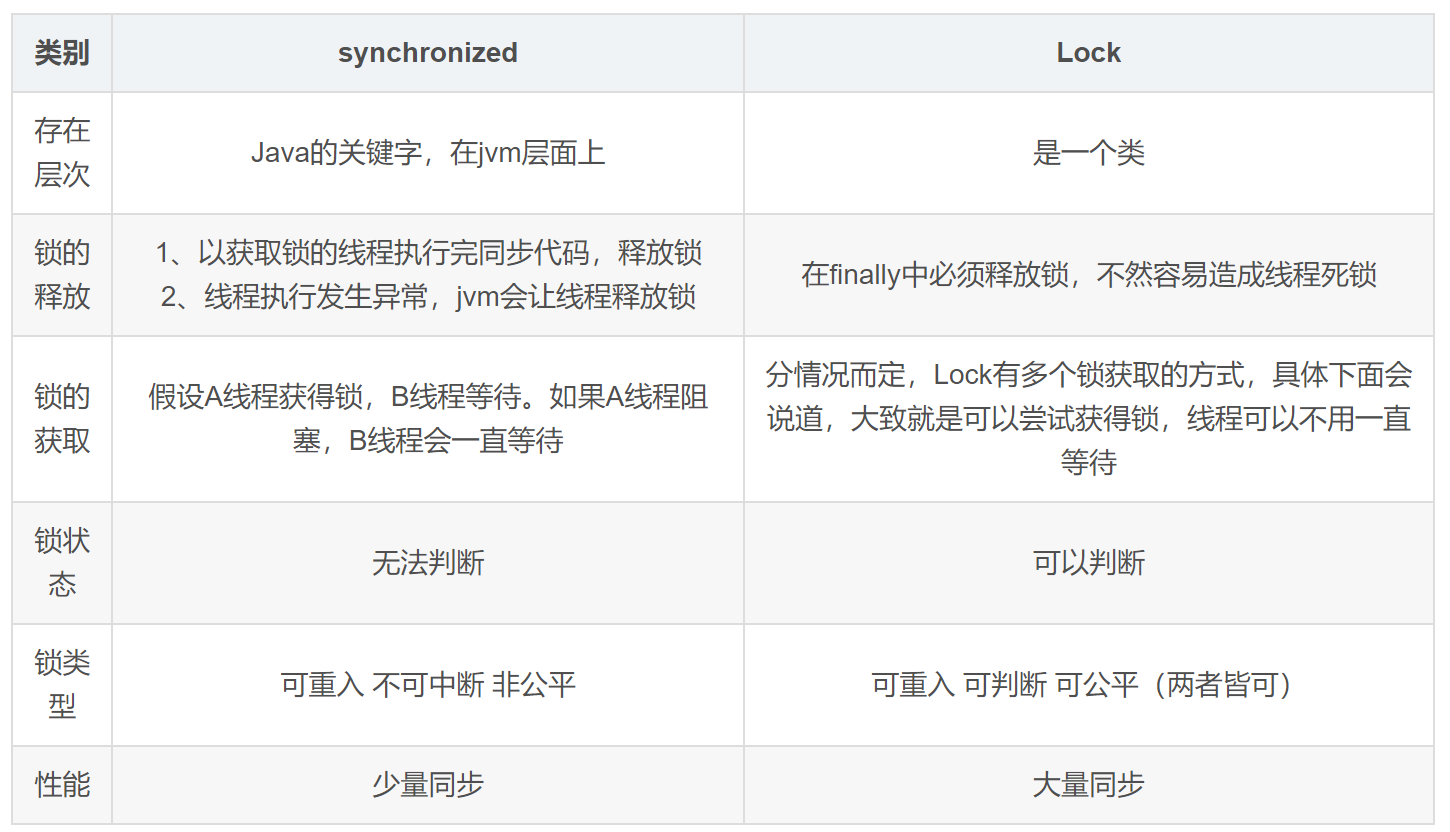 类别 synchronized Lock
存在
层次
Java的关键字，在jvm层面上
是一个类
锁的
释放
1、以获取锁的线程执行完同步代码，释放锁
2、线程执行发生异常，jvm会让线程释放锁
在finally中必须释放锁，不然容易造成线程死锁
锁的
获取
假设A线程获得锁，B线程等待。如果A线程阻
塞，B线程会一直等待
分情况而定，Lock有多个锁获取的方式，具体下面会
说道，大致就是可以尝试获得锁，线程可以不用一直
等待
锁状
态
无法判断
可以判断
锁类
型
可重入 不可中断 非公平
可重入 可判断 可公平（两者皆可）
性能 少量同步 大量同步